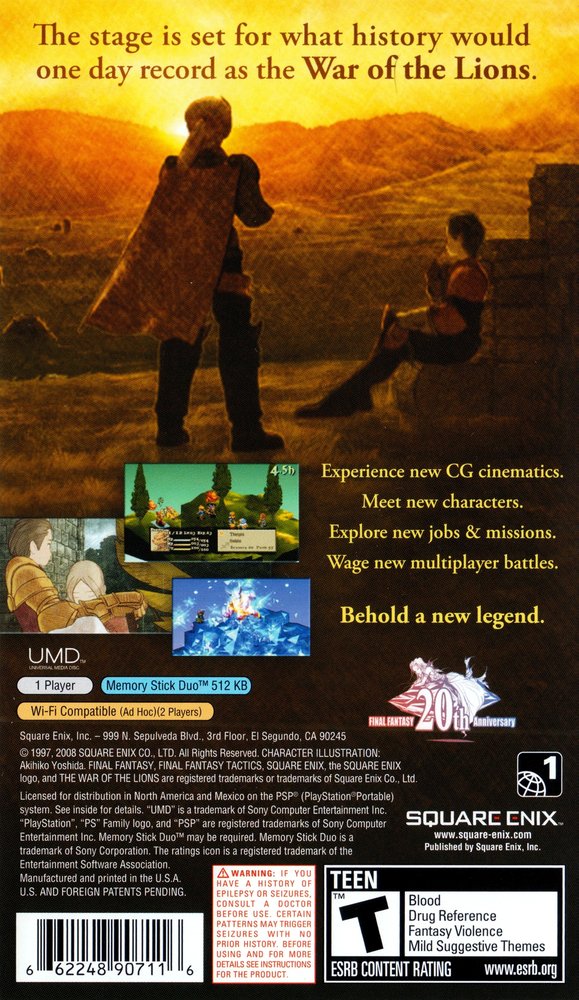 The stage is set for what history would
one day record as the War of the Lions.
4.5h
Experience new CG cinematics.
Meet new characters.
Explore new jobs & missions.
Wage new multiplayer battles.
Behold a new legend.
UMD™
UNIVERSAL MEDIA DISC
1 Player
Memory Stick Duo™ 512 KB
Wi-Fi Compatible (Ad Hoc)(2 Players)
FINAL FANTASY 20th Anniversary
Square Enix, Inc. – 999 N. Sepulveda Blvd., 3rd Floor, El Segundo, CA 90245
© 1997, 2008 SQUARE ENIX CO., LTD. All Rights Reserved. CHARACTER ILLUSTRATION:
Akihiko Yoshida. FINAL FANTASY, FINAL FANTASY TACTICS, SQUARE ENIX, the SQUARE ENIX
logo, and THE WAR OF THE LIONS are registered trademarks or trademarks of Square Enix Co., Ltd.
Licensed for distribution in North America and Mexico on the PSP® (PlayStation®Portable)
system. See inside for details. “UMD” is a trademark of Sony Computer Entertainment Inc.
“PlayStation”, “PS” Family logo, and “PSP” are registered trademarks of Sony Computer
Entertainment Inc. Memory Stick Duo™ may be required. Memory Stick Duo is a
trademark of Sony Corporation. The ratings icon is a registered trademark of the
Entertainment Software Association.
Manufactured and printed in the U.S.A.
U.S. AND FOREIGN PATENTS PENDING.
1
SQUARE ENIX™
www.square-enix.com
Published by Square Enix, Inc.
6 62248 90711 6
WARNING: IF YOU
HAVE A HISTORY OF
EPILEPSY OR SEIZURES,
CONSULT A DOCTOR
BEFORE USE. CERTAIN
PATTERNS MAY TRIGGER
SEIZURES WITH NO
PRIOR HISTORY. BEFORE
USING AND FOR MORE
DETAILS SEE INSTRUCTIONS
FOR THE PRODUCT.
TEEN
T™
Blood
Drug Reference
Fantasy Violence
Mild Suggestive Themes
ESRB CONTENT RATING www.esrb.org